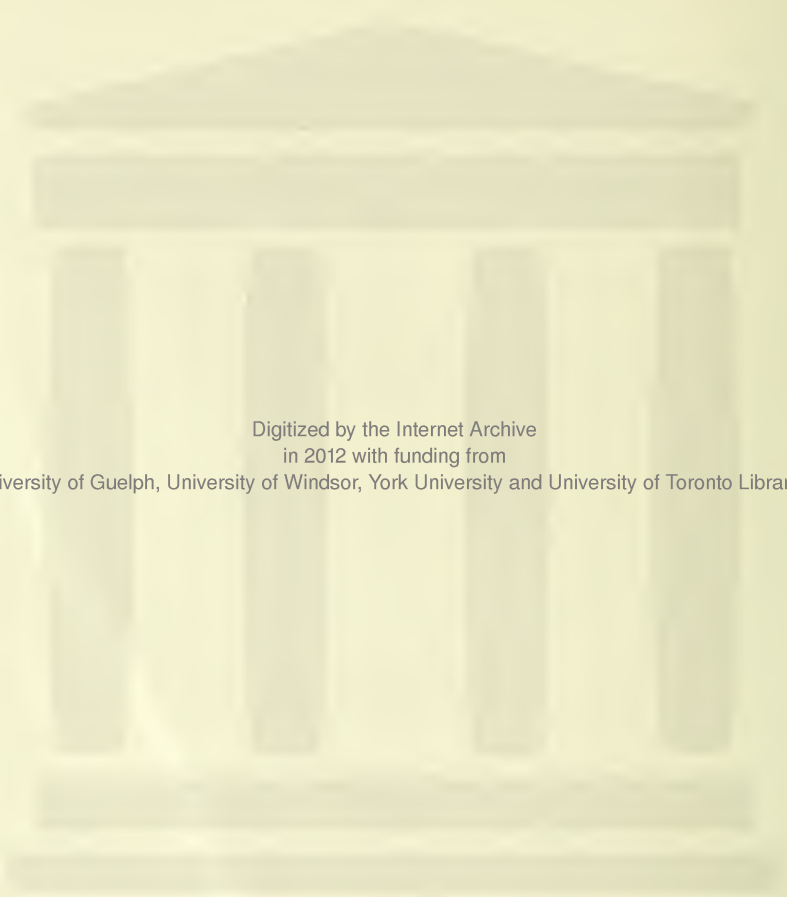 Digitized by the Internet Archive
in 2012 with funding from
iversity of Guelph, University of Windsor, York University and University of Toronto Librar